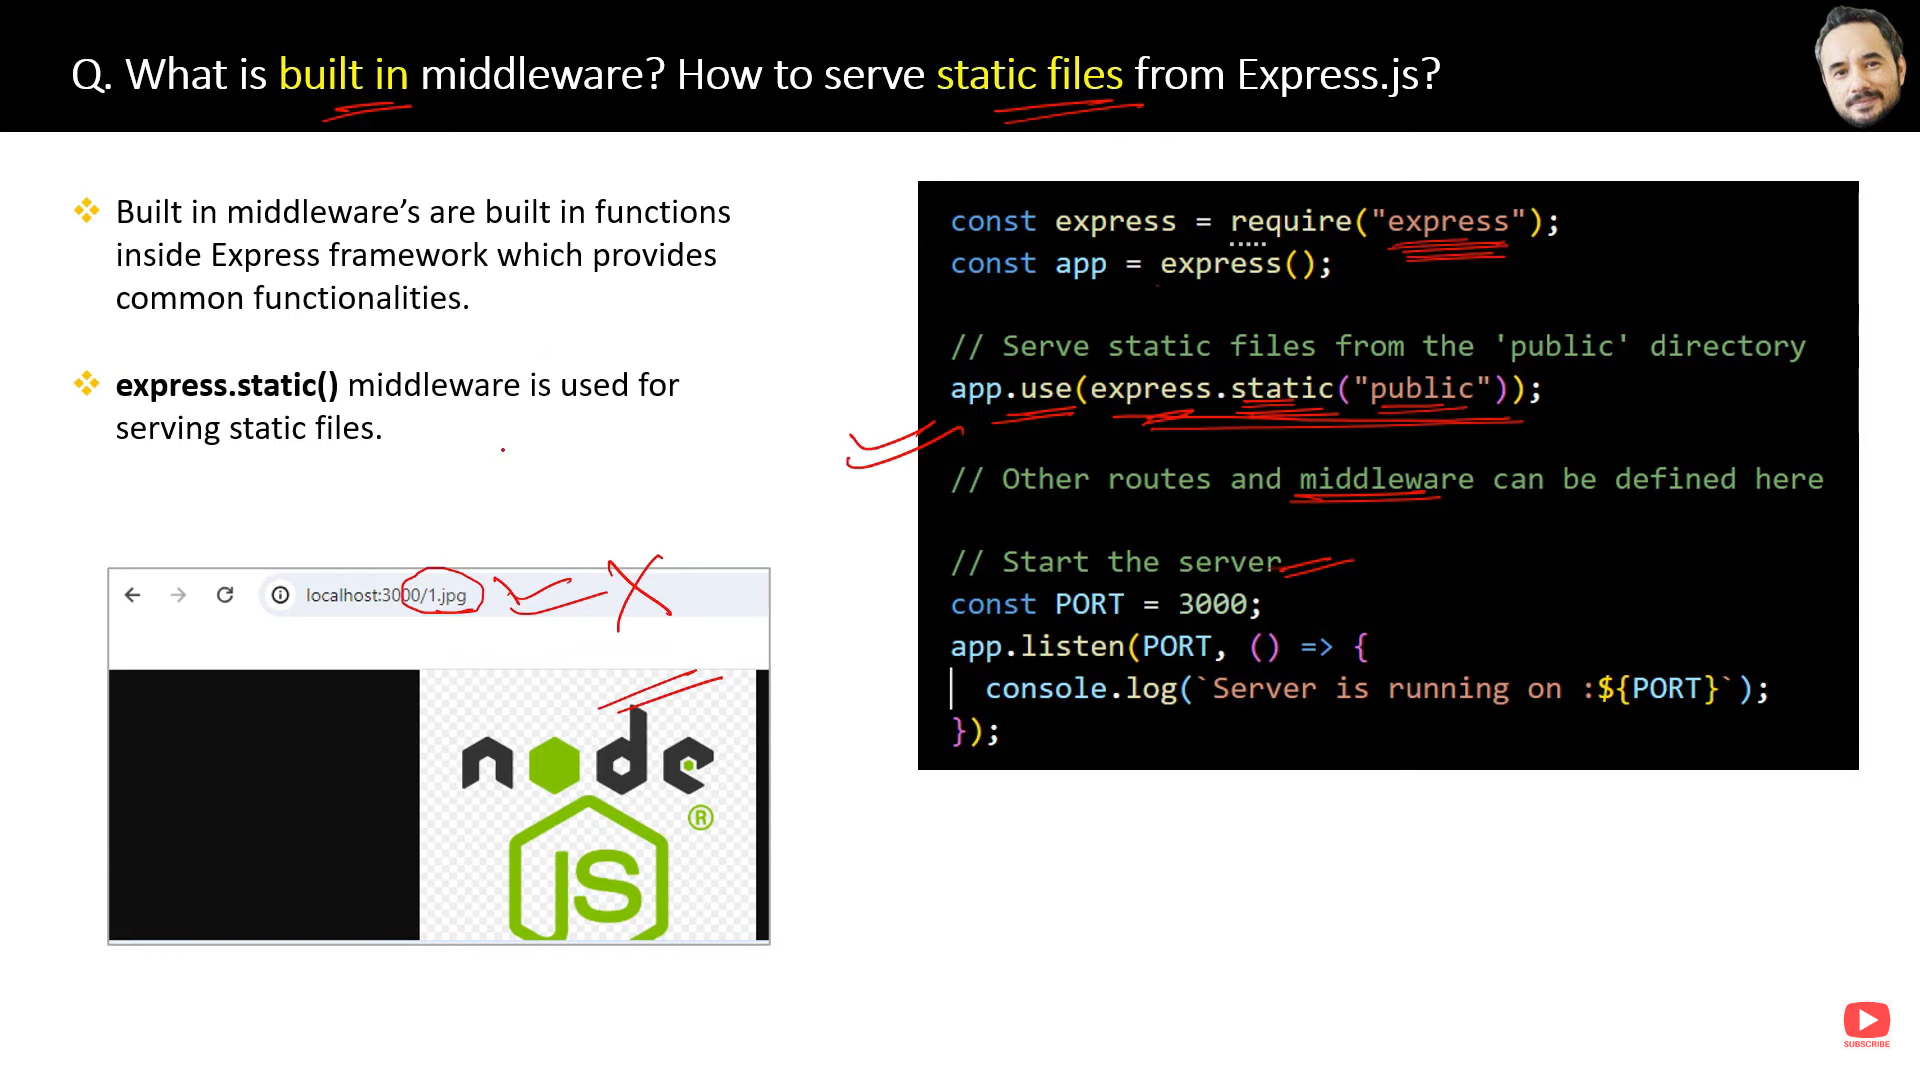 Q. What is built in middleware? How to serve static files from Express.js?
Built in middleware’s are built in functions
inside Express framework which provides
common functionalities.
express.static() middleware is used for
serving static files.
localhost:3000/1.jpg
node
JS
®
const express = require("express");
const app = express();
// Serve static files from the 'public' directory
app.use(express.static("public"));
// Other routes and middleware can be defined here
// Start the server
const PORT = 3000;
app.listen(PORT, () => {
console.log(`Server is running on :${PORT}`);
});
SUBSCRIBE